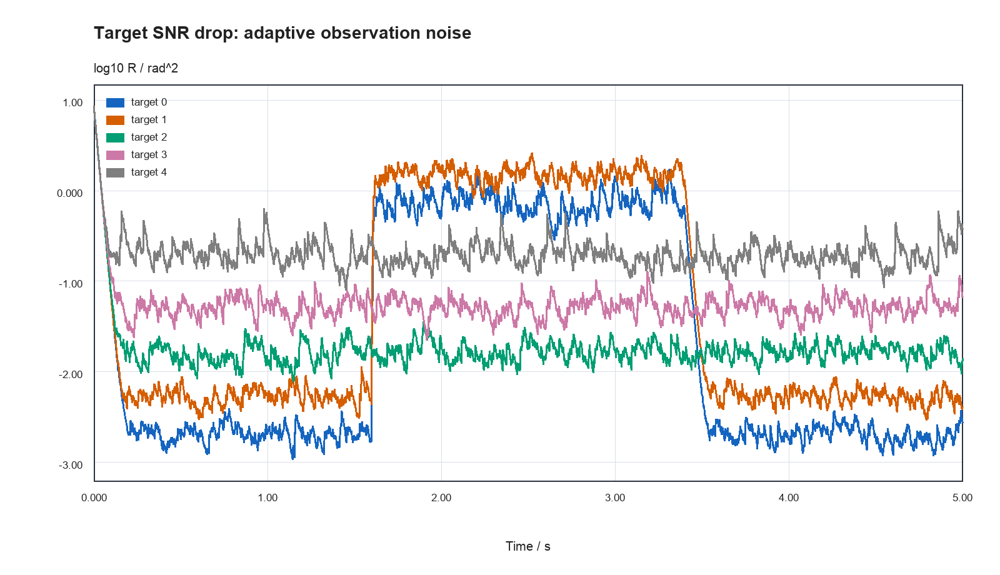 Target SNR drop: adaptive observation noise
log10 R / rad^2
1.00
0.000
-1.00
-2.00
-3.00
target 0
target 1
target 2
target 3
target 4
0.000 1.00 2.00 3.00 4.00 5.00
Time / s